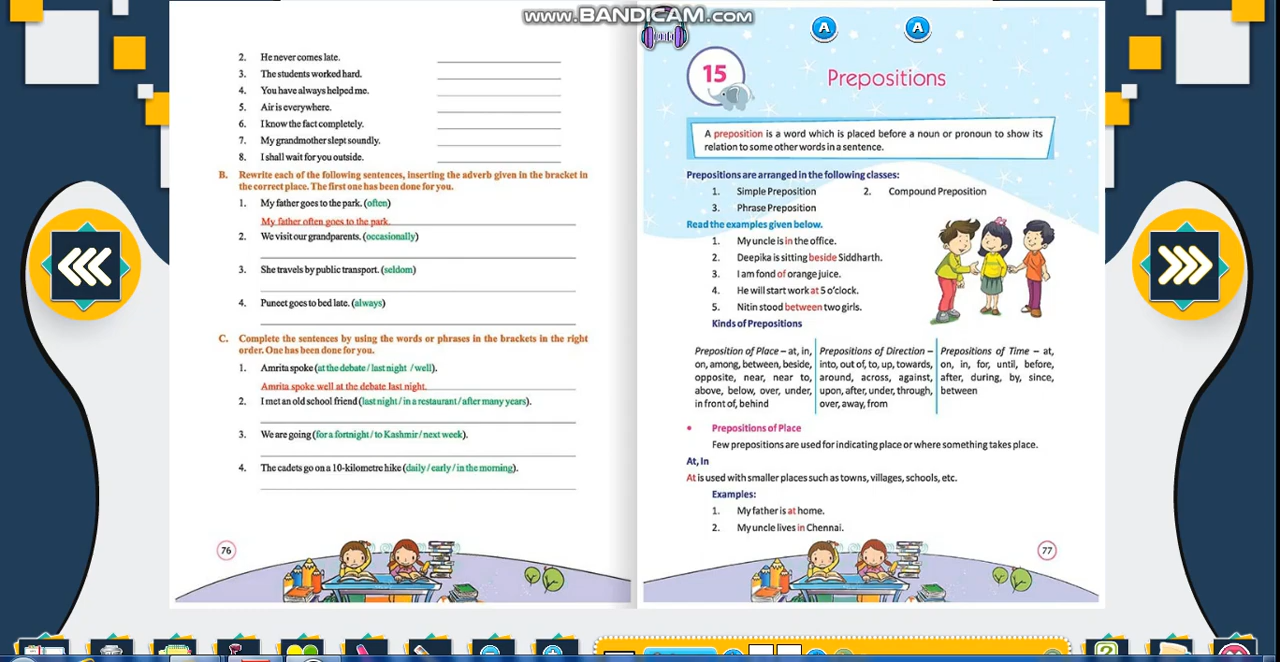 www.BANDICAM.com
2. He never comes late.
3. The students worked hard.
4. You have always helped me.
5. Air is everywhere.
6. I know the fact completely.
7. My grandmother slept soundly.
8. I shall wait for you outside.
B. Rewrite each of the following sentences, inserting the adverb given in the bracket in
the correct place. The first one has been done for you.
1. My father goes to the park. (often)
My father often goes to the park.
2. We visit our grandparents. (occasionally)
3. She travels by public transport. (seldom)
4. Puneet goes to bed late. (always)
C. Complete the sentences by using the words or phrases in the brackets in the right
order. One has been done for you.
1. Amrita spoke (at the debate / last night / well).
Amrita spoke well at the debate last night.
2. I met an old school friend (last night / in a restaurant / after many years).
3. We are going (for a fortnight / to Kashmir / next week).
4. The cadets go on a 10-kilometre hike (daily / early / in the morning).
76
A A
15
Prepositions
A preposition is a word which is placed before a noun or pronoun to show its
relation to some other words in a sentence.
Prepositions are arranged in the following classes:
1. Simple Preposition 2. Compound Preposition
3. Phrase Preposition
Read the examples given below.
1. My uncle is in the office.
2. Deepika is sitting beside Siddharth.
3. I am fond of orange juice.
4. He will start work at 5 o'clock.
5. Nitin stood between two girls.
Kinds of Prepositions
Preposition of Place – at, in,
on, among, between, beside,
opposite, near, near to,
above, below, over, under,
in front of, behind
Prepositions of Direction –
into, out of, to, up, towards,
around, across, against,
upon, after, under, through,
over, away, from
Prepositions of Time – at,
on, in, for, until, before,
after, during, by, since,
between
• Prepositions of Place
Few prepositions are used for indicating place or where something takes place.
At, In
At is used with smaller places such as towns, villages, schools, etc.
Examples:
1. My father is at home.
2. My uncle lives in Chennai.
77